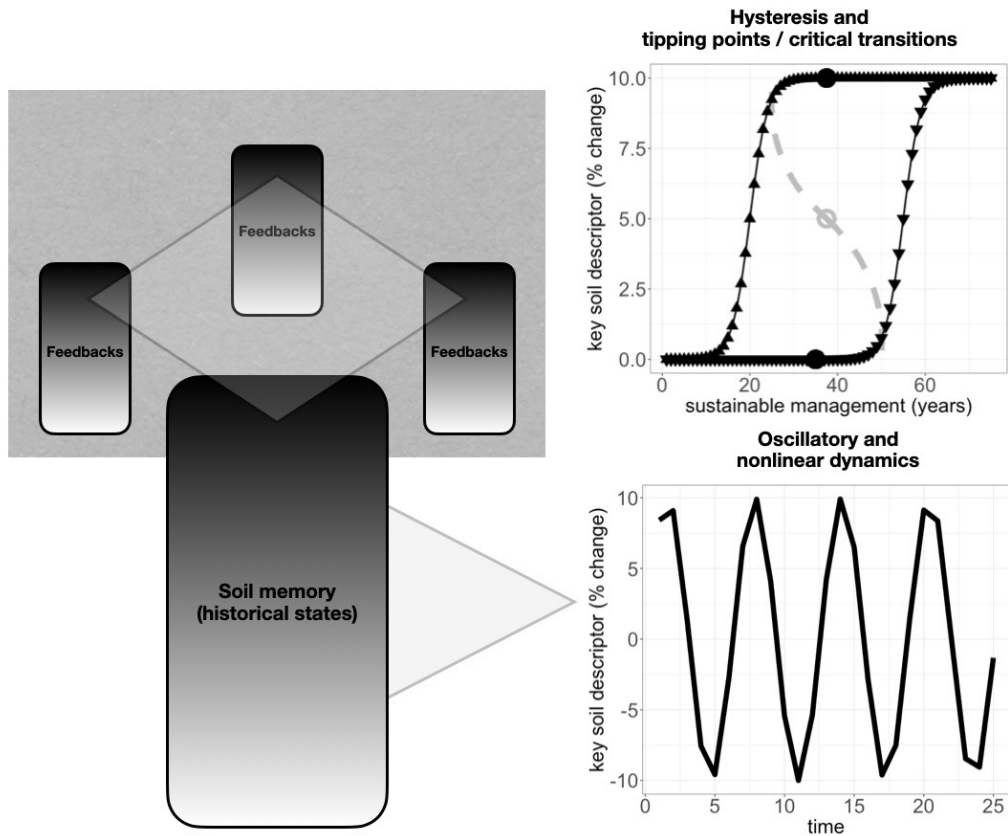 Feedbacks
Feedbacks
Feedbacks
Soil memory
(historical states)
Hysteresis and
tipping points / critical transitions
key soil descriptor (% change)
10.0
7.5
5.0
2.5
0.0
0 20 40 60
sustainable management (years)
Oscillatory and
nonlinear dynamics
key soil descriptor (% change)
10
5
0
-5
-10
0 5 10 15 20 25
time